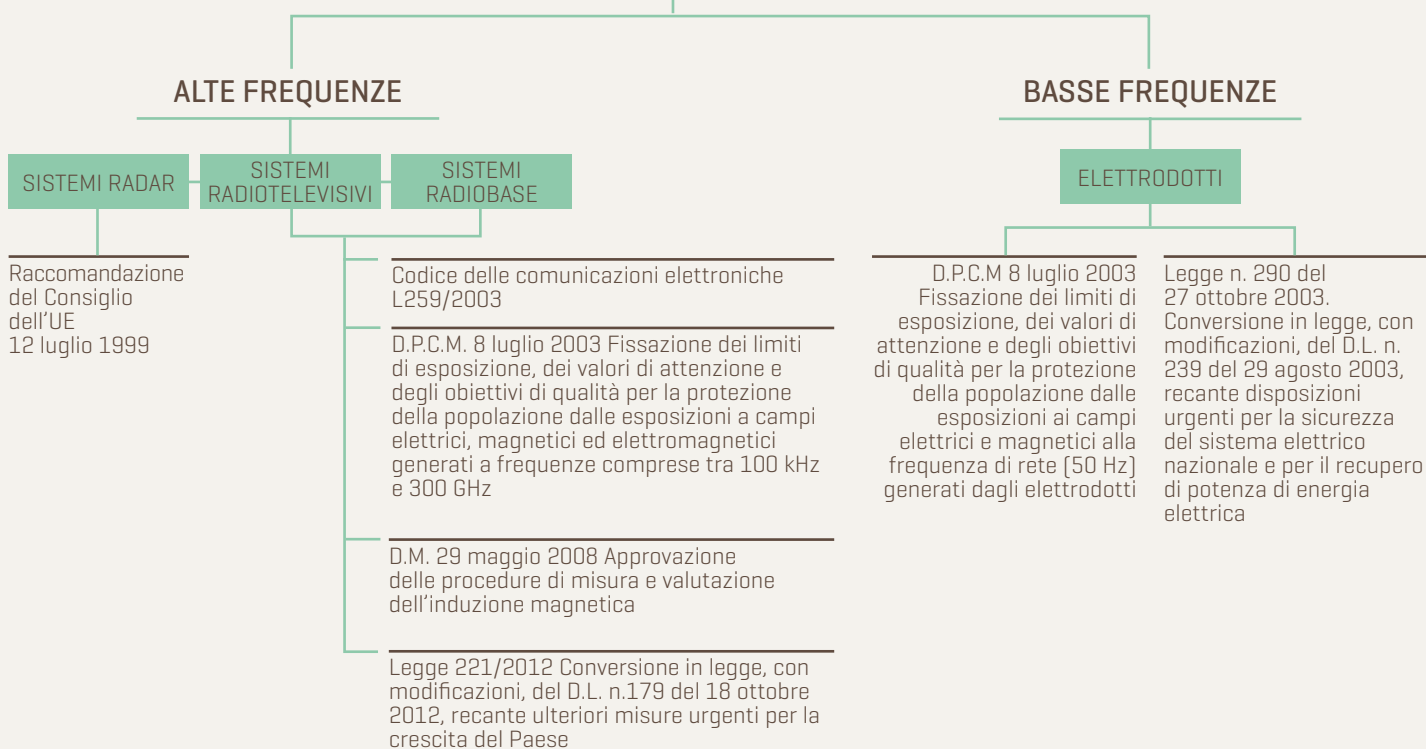 ALTE FREQUENZE
SISTEMI RADAR
SISTEMI
RADIOTELEVISIVI
SISTEMI
RADIOBASE
Raccomandazione
del Consiglio
dell'UE
12 luglio 1999
Codice delle comunicazioni elettroniche
L259/2003
D.P.C.M. 8 luglio 2003 Fissazione dei limiti
di esposizione, dei valori di attenzione e
degli obiettivi di qualità per la protezione
della popolazione dalle esposizioni a campi
elettrici, magnetici ed elettromagnetici
generati a frequenze comprese tra 100 kHz
e 300 GHz
D.M. 29 maggio 2008 Approvazione
delle procedure di misura e valutazione
dell'induzione magnetica
Legge 221/2012 Conversione in legge, con
modificazioni, del D.L. n.179 del 18 ottobre
2012, recante ulteriori misure urgenti per la
crescita del Paese
BASSE FREQUENZE
ELETTRODOTTI
D.P.C.M 8 luglio 2003
Fissazione dei limiti di
esposizione, dei valori di
attenzione e degli obiettivi
di qualità per la protezione
della popolazione dalle
esposizioni ai campi
elettrici e magnetici alla
frequenza di rete (50 Hz)
generati dagli elettrodotti
Legge n. 290 del
27 ottobre 2003.
Conversione in legge, con
modificazioni, del D.L. n.
239 del 29 agosto 2003,
recante disposizioni
urgenti per la sicurezza
del sistema elettrico
nazionale e per il recupero
di potenza di energia
elettrica